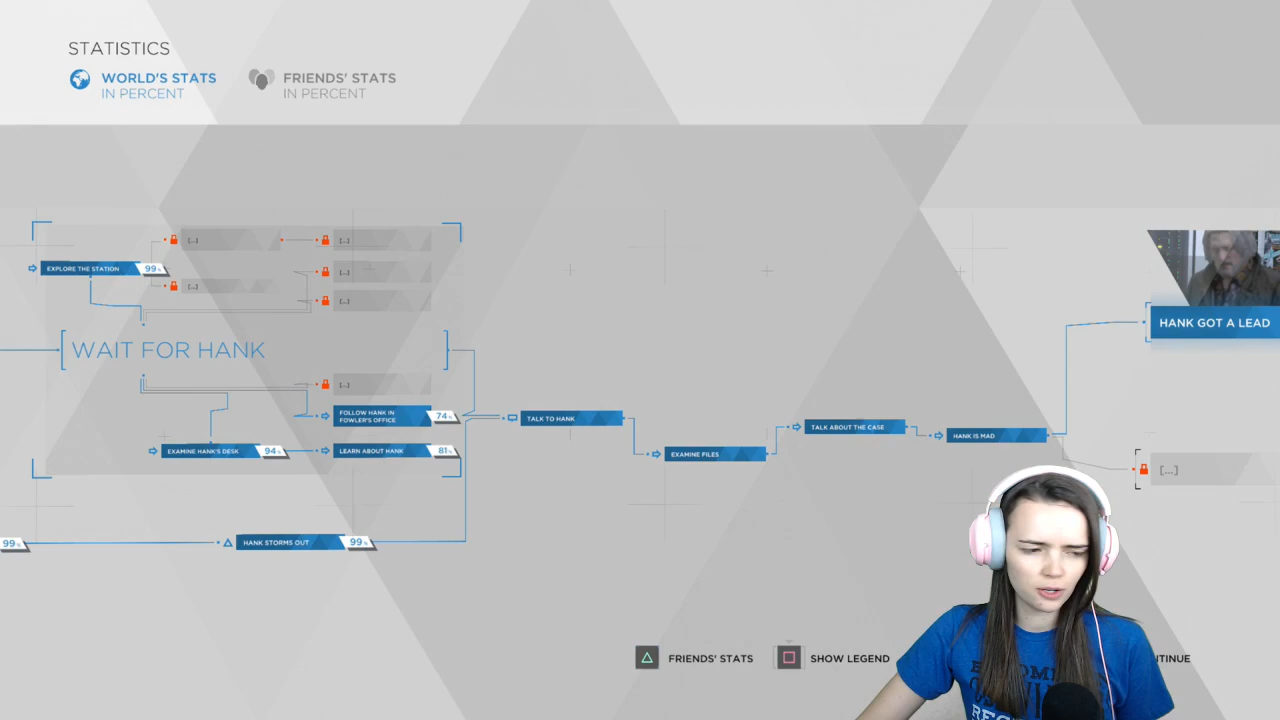 STATISTICS
WORLD'S STATS
IN PERCENT
FRIENDS' STATS
IN PERCENT
[...]
[...]
EXPLORE THE STATION 99%
[...]
[...]
[...]
HANK GOT A LEAD
WAIT FOR HANK
[...]
FOLLOW HANK IN
FOWLER'S OFFICE
74%
TALK TO HANK
TALK ABOUT THE CASE
HANK IS MAD
EXAMINE HANK'S DESK 94%
LEARN ABOUT HANK 81%
EXAMINE FILES
[...]
99%
HANK STORMS OUT 99%
FRIENDS' STATS
SHOW LEGEND